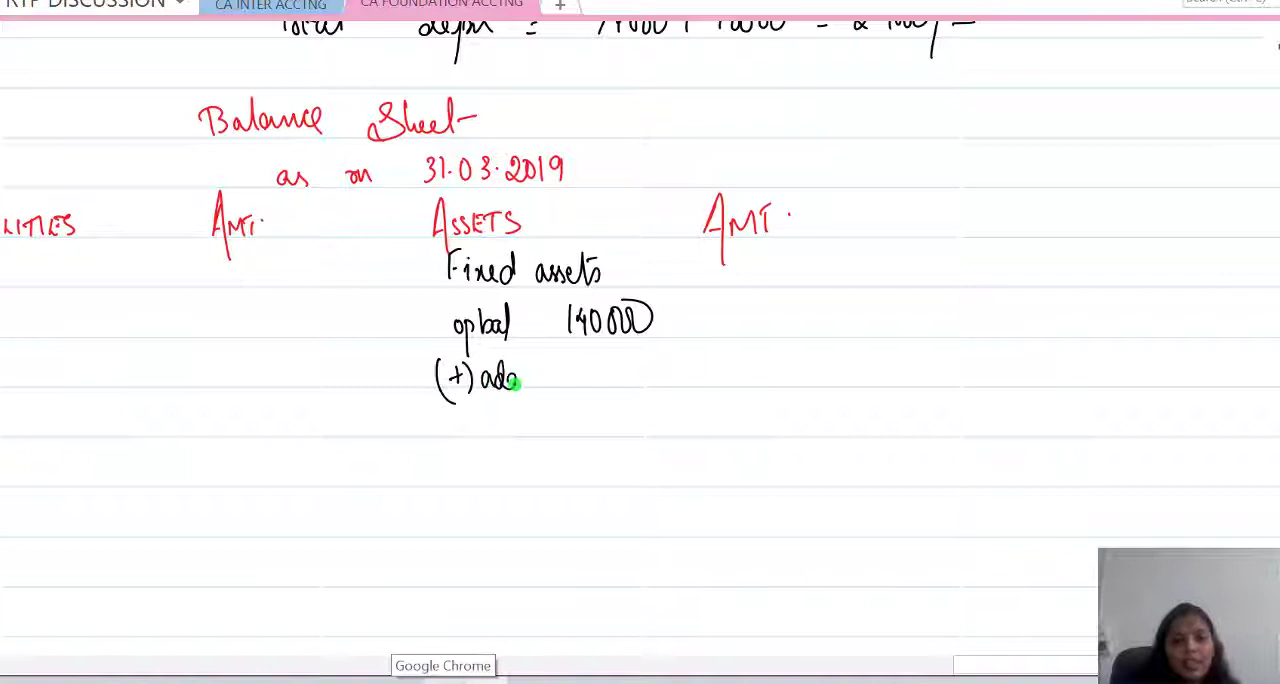 RTP DISCUSSION CA INTER ACCTNG CA FOUNDATION ACCTNG +
Balance Sheet
as on 31.03.2019
LITIES AMT. ASSETS AMT.
Fixed assets
op bal 140000
(+) add
Google Chrome